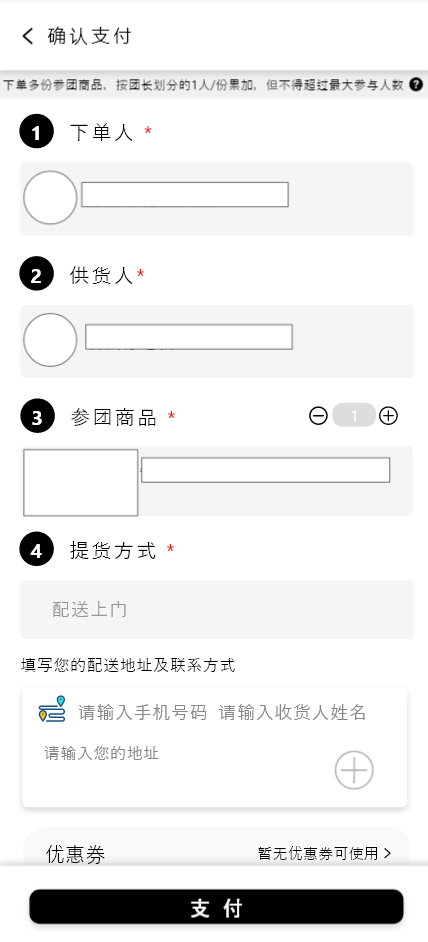 确认支付
下单多份参团商品，按团长划分的1人/份累加，但不得超过最大参与人数 ?
1 下单人 *
2 供货人*
3 参团商品 * 1
4 提货方式 *
配送上门
填写您的配送地址及联系方式
请输入手机号码 请输入收货人姓名
请输入您的地址
优惠券 暂无优惠券可使用
支 付